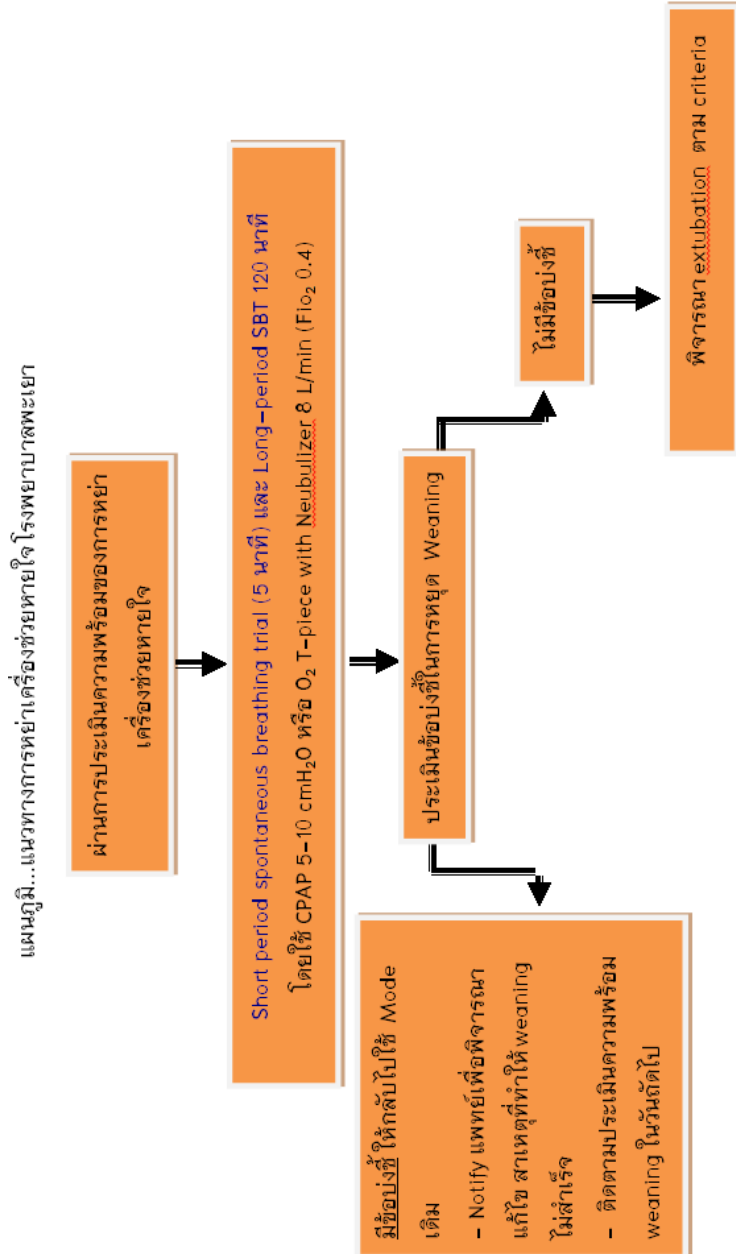 แผนภูมิ...แนวทางการหย่าเครื่องช่วยหายใจโรงพยาบาลพะเยา
ผ่านการประเมินความพร้อมของการหย่า
เครื่องช่วยหายใจ
Short period spontaneous breathing trial (5 นาที) และ Long-period SBT 120 นาที
โดยใช้ CPAP 5-10 cmH₂O หรือ O₂ T-piece with Neubulizer 8 L/min (Fio₂ 0.4)
ประเมินข้อบ่งชี้ในการหยุด Weaning
มีข้อบ่งชี้ ให้กลับไปใช้ Mode
เดิม
- Notify แพทย์เพื่อพิจารณา
แก้ไข สาเหตุที่ทำให้ weaning
ไม่สำเร็จ
- ติดตามประเมินความพร้อม
weaning ในวันถัดไป
ไม่มีข้อบ่งชี้
พิจารณา extubation ตาม criteria